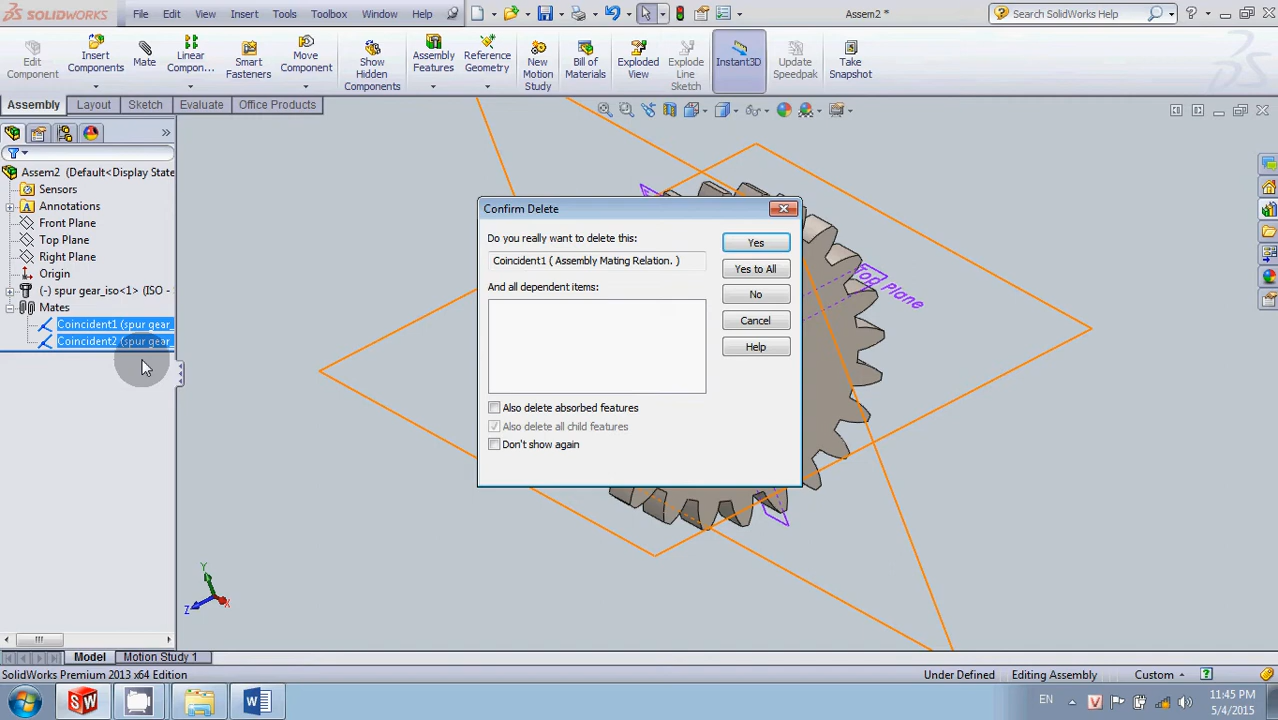 SOLIDWORKS File Edit View Insert Tools Toolbox Window Help Assem2 * Search SolidWorks Help
Edit Component
Insert Components
Mate
Linear Compon...
Smart Fasteners
Move Component
Show Hidden Components
Assembly Features
Reference Geometry
New Motion Study
Bill of Materials
Exploded View
Explode Line Sketch
Instant3D
Update Speedpak
Take Snapshot
Assembly Layout Sketch Evaluate Office Products
Assem2 (Default<Display State
Sensors
Annotations
Front Plane
Top Plane
Right Plane
Origin
(-) spur gear_iso<1> (ISO -
Mates
Coincident1 (spur gear_
Coincident2 (spur gear_
Confirm Delete
Do you really want to delete this:
Coincident1 ( Assembly Mating Relation. )
And all dependent items:
Also delete absorbed features
Also delete all child features
Don't show again
Yes
Yes to All
No
Cancel
Help
Top Plane
Y
Z
X
Model Motion Study 1
SolidWorks Premium 2013 x64 Edition Under Defined Editing Assembly Custom
EN 11:45 PM
5/4/2015